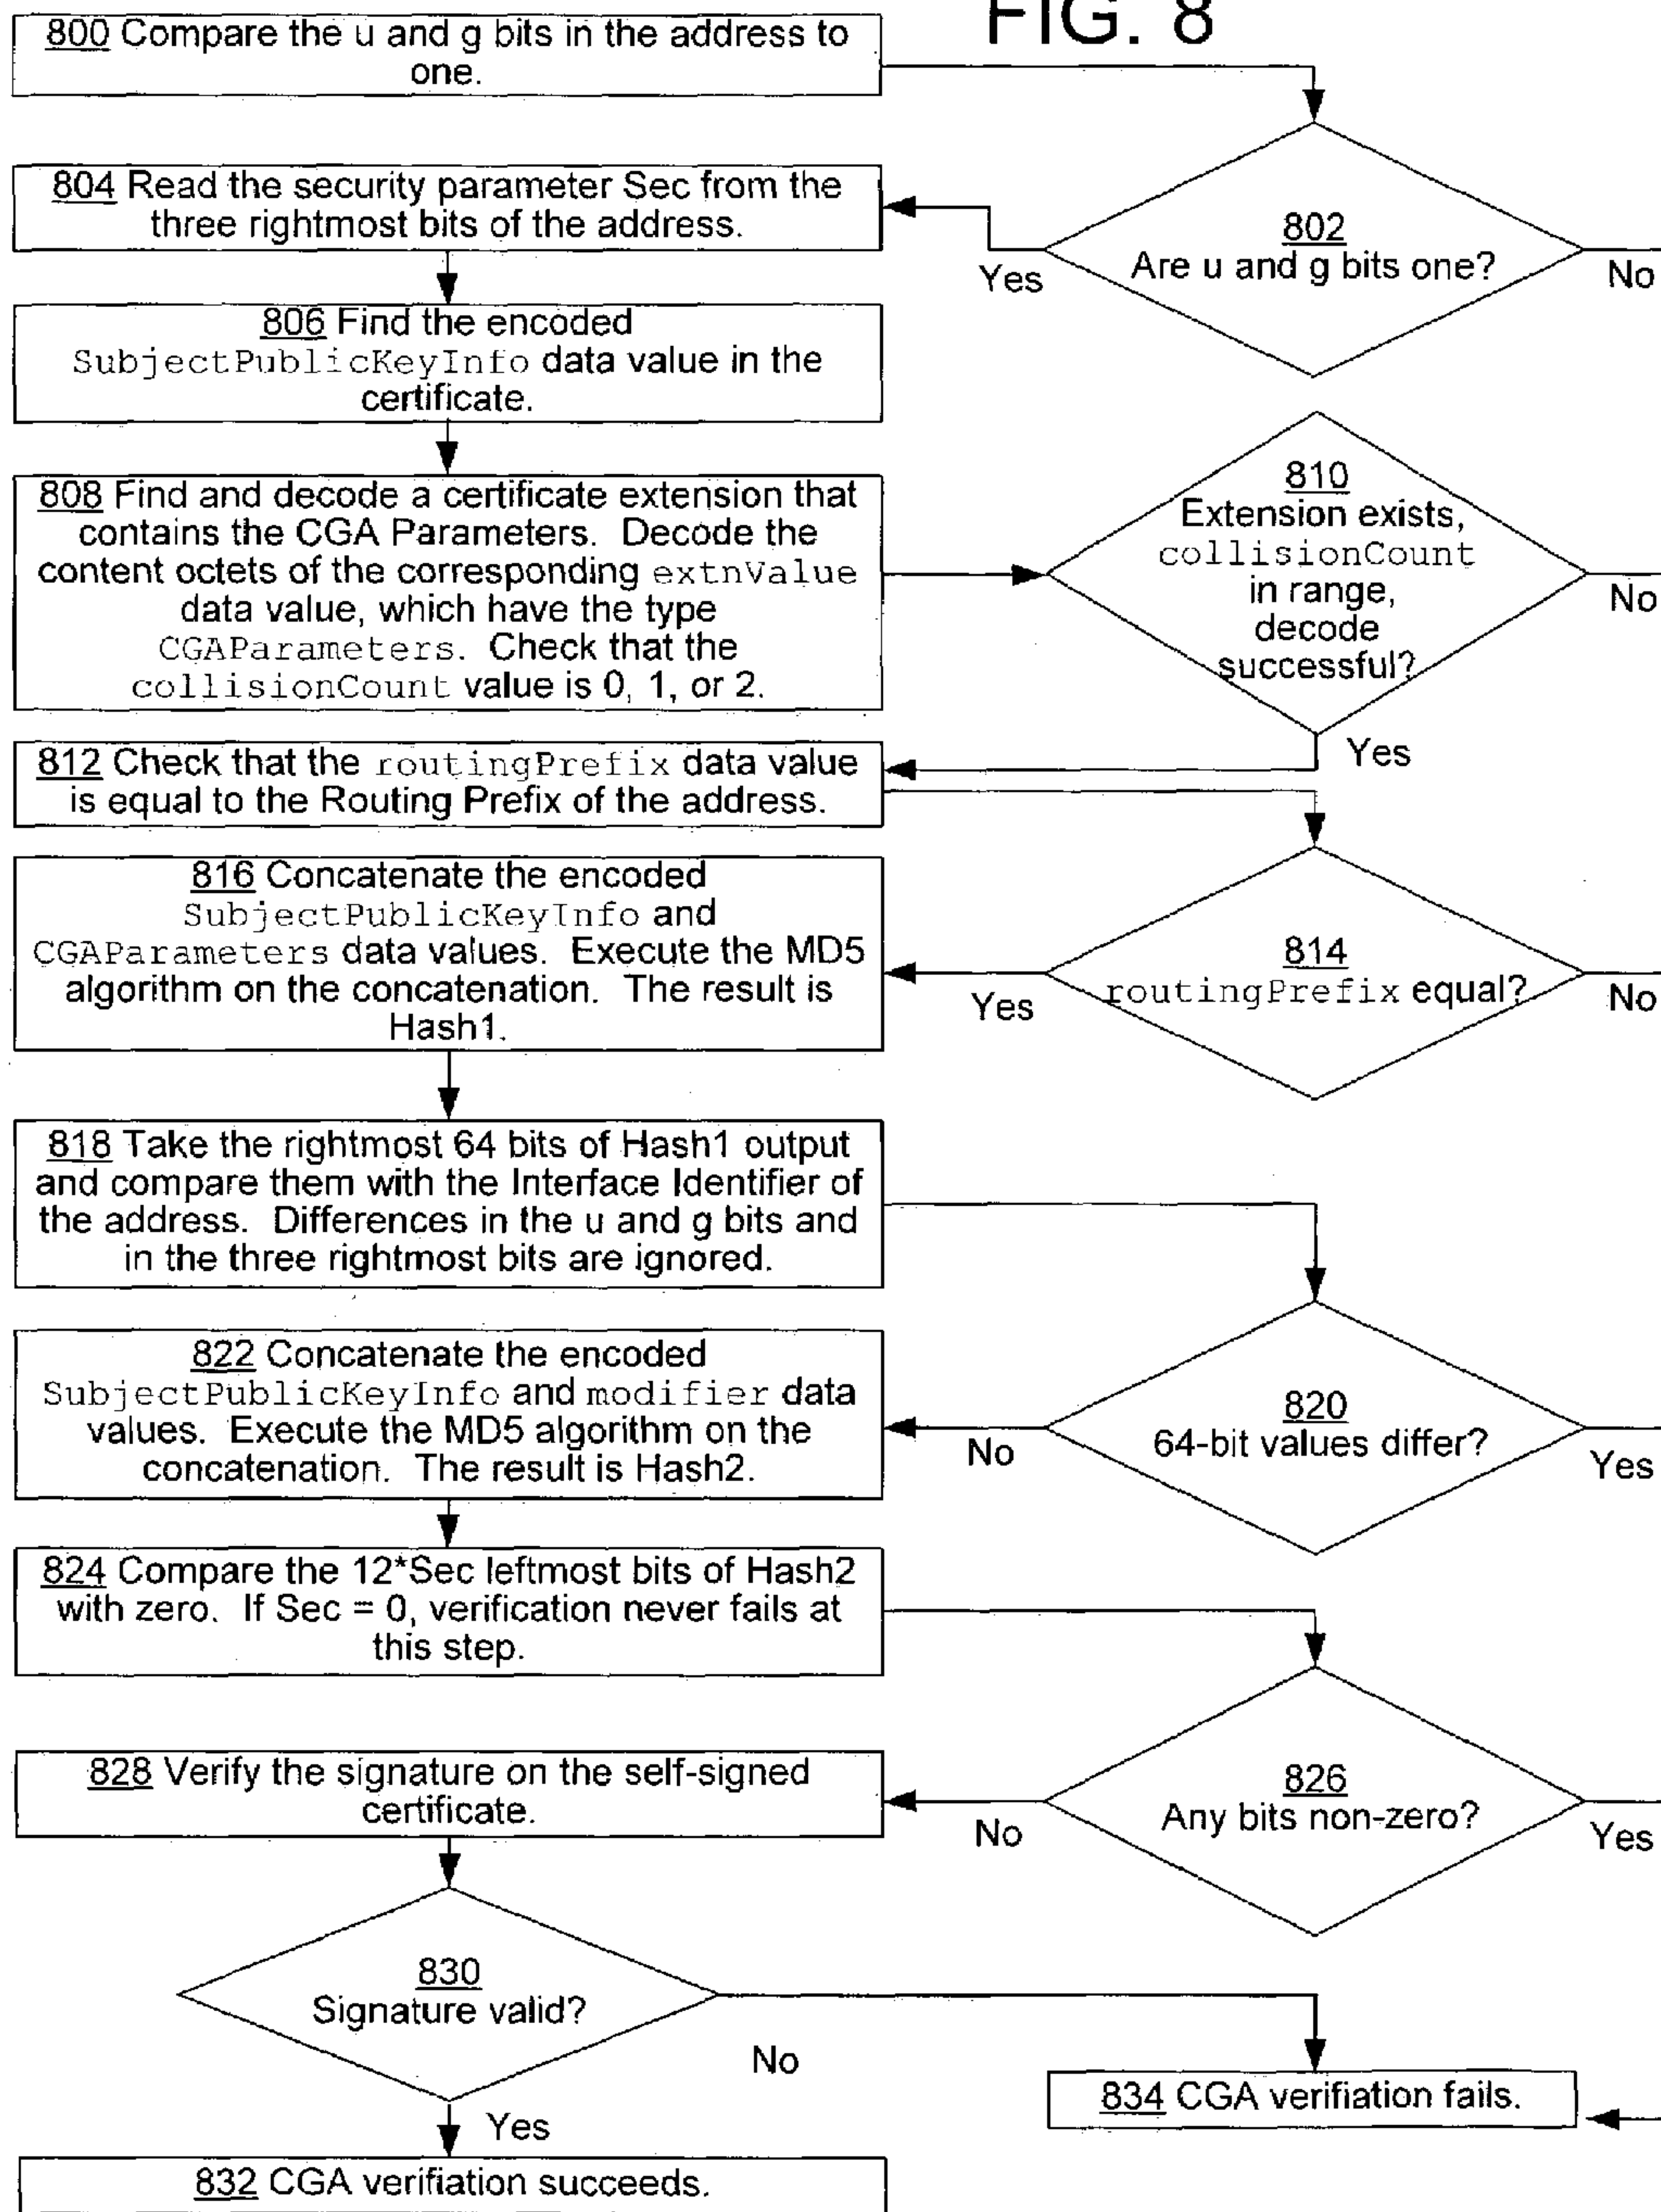 FIG. 8
800 Compare the u and g bits in the address to
one.
802
Are u and g bits one?
Yes
No
804 Read the security parameter Sec from the
three rightmost bits of the address.
806 Find the encoded
SubjectPublicKeyInfo data value in the
certificate.
808 Find and decode a certificate extension that
contains the CGA Parameters. Decode the
content octets of the corresponding extnValue
data value, which have the type
CGAParameters. Check that the
collisionCount value is 0, 1, or 2.
810
Extension exists,
collisionCount
in range,
decode
successful?
No
Yes
812 Check that the routingPrefix data value
is equal to the Routing Prefix of the address.
814
routingPrefix equal?
Yes
No
816 Concatenate the encoded
SubjectPublicKeyInfo and
CGAParameters data values. Execute the MD5
algorithm on the concatenation. The result is
Hash1.
818 Take the rightmost 64 bits of Hash1 output
and compare them with the Interface Identifier of
the address. Differences in the u and g bits and
in the three rightmost bits are ignored.
820
64-bit values differ?
No
Yes
822 Concatenate the encoded
SubjectPublicKeyInfo and modifier data
values. Execute the MD5 algorithm on the
concatenation. The result is Hash2.
824 Compare the 12*Sec leftmost bits of Hash2
with zero. If Sec = 0, verification never fails at
this step.
826
Any bits non-zero?
No
Yes
828 Verify the signature on the self-signed
certificate.
830
Signature valid?
No
Yes
834 CGA verifiation fails.
832 CGA verifiation succeeds.